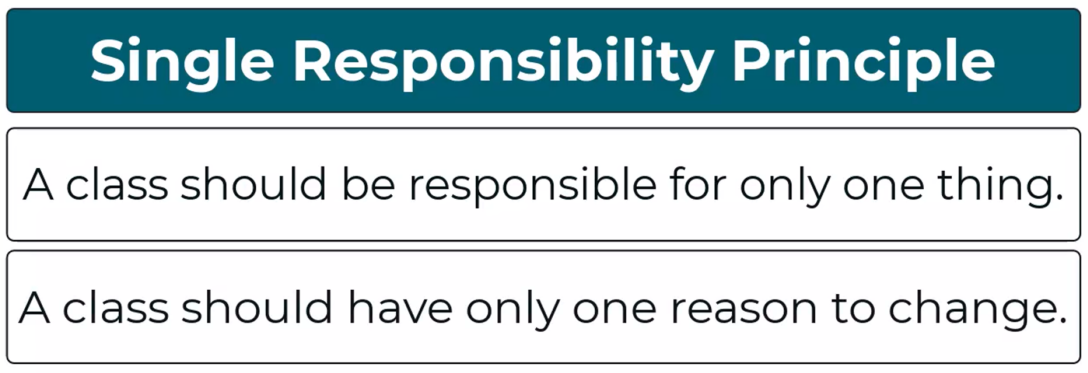 Single Responsibility Principle
A class should be responsible for only one thing.
A class should have only one reason to change.